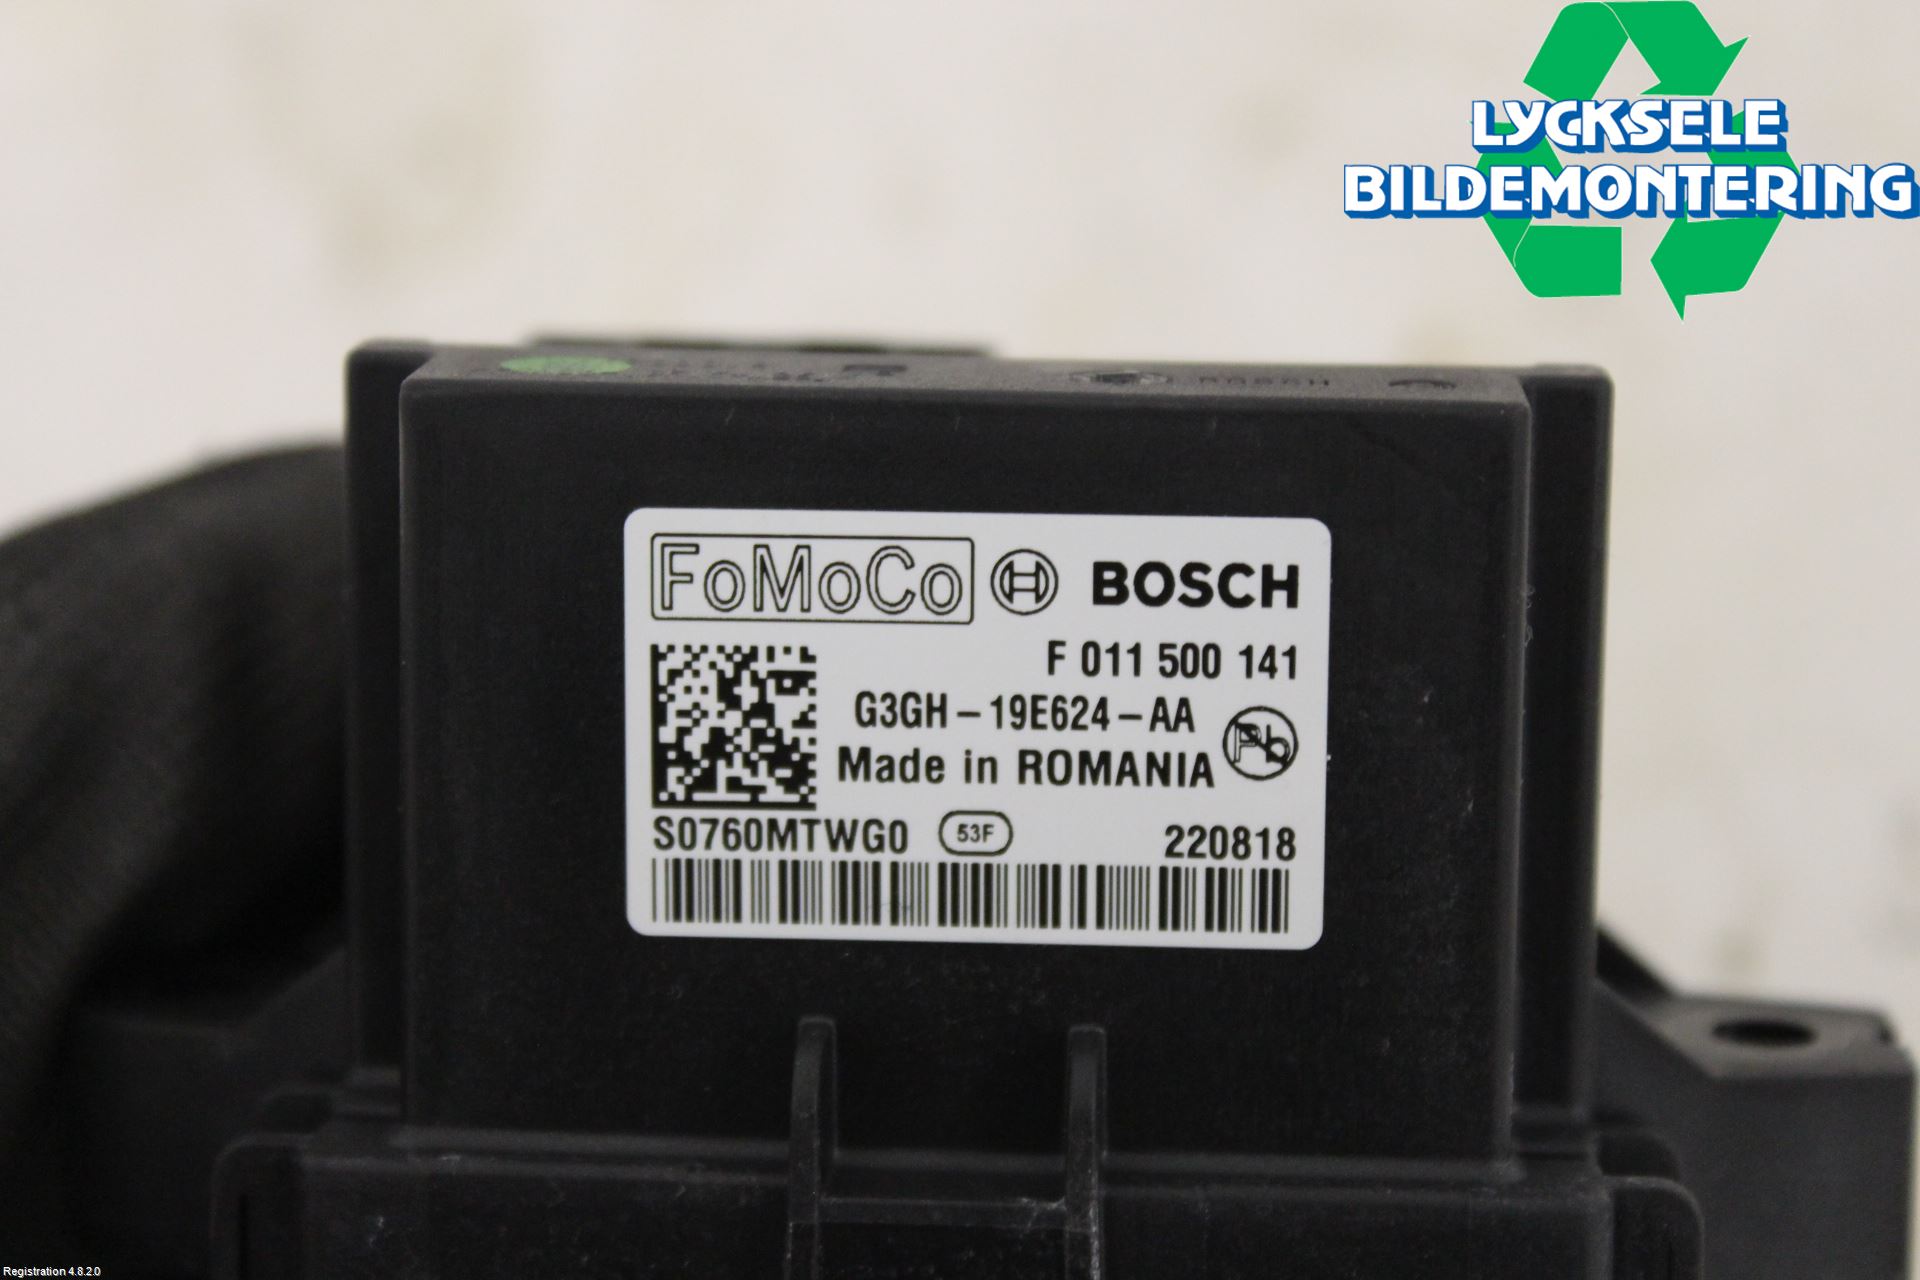 LYCKSELE
BILDEMONTERING
FoMoCo BOSCH
F 011 500 141
G3GH-19E624-AA
Pb
Made in ROMANIA
S0760MTWG0 53F 220818
Registration 4.8.2.0